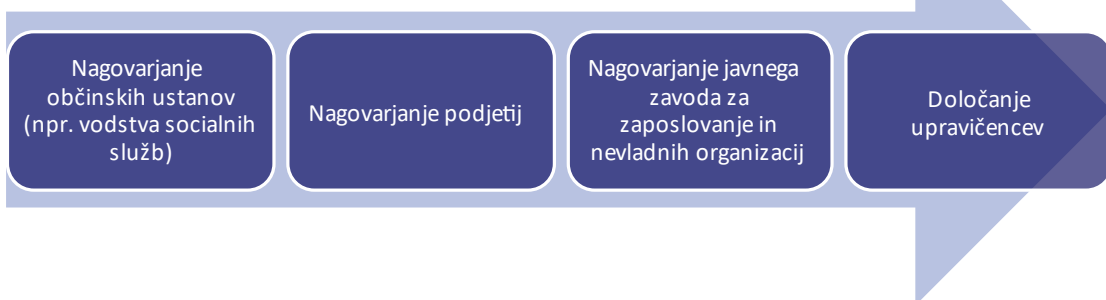 Nagovarjanje
občinskih ustanov
(npr. vodstva socialnih
služb)
Nagovarjanje podjetij
Nagovarjanje javnega
zavoda za
zaposlovanje in
nevladnih organizacij
Določanje
upravičencev